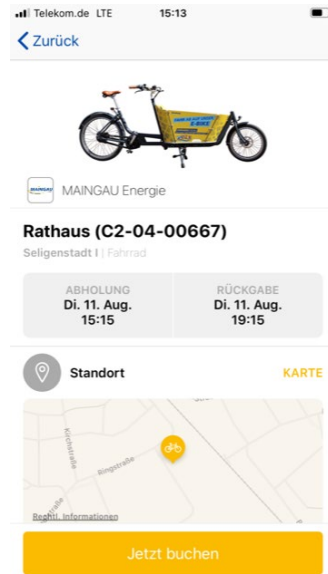 Telekom.de LTE 15:13
Zurück
MAINGAU Energie
Rathaus (C2-04-00667)
Seligenstadt I | Fahrrad
ABHOLUNG
Di. 11. Aug.
15:15
RÜCKGABE
Di. 11. Aug.
19:15
Standort
KARTE
Kirchstraße
Ringstraße
Rechtl. Informationen
Jetzt buchen